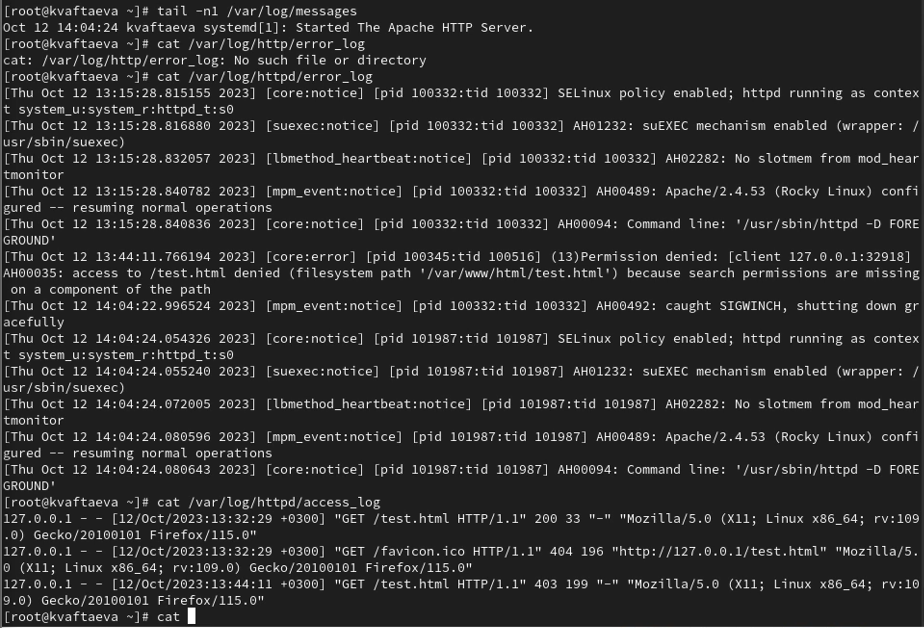 [root@kvaftaeva ~]# tail -n1 /var/log/messages
Oct 12 14:04:24 kvaftaeva systemd[1]: Started The Apache HTTP Server.
[root@kvaftaeva ~]# cat /var/log/http/error_log
cat: /var/log/http/error_log: No such file or directory
[root@kvaftaeva ~]# cat /var/log/httpd/error_log
[Thu Oct 12 13:15:28.815155 2023] [core:notice] [pid 100332:tid 100332] SELinux policy enabled; httpd running as contex
t system_u:system_r:httpd_t:s0
[Thu Oct 12 13:15:28.816880 2023] [suexec:notice] [pid 100332:tid 100332] AH01232: suEXEC mechanism enabled (wrapper: /
usr/sbin/suexec)
[Thu Oct 12 13:15:28.832057 2023] [lbmethod_heartbeat:notice] [pid 100332:tid 100332] AH02282: No slotmem from mod_hear
tmonitor
[Thu Oct 12 13:15:28.840782 2023] [mpm_event:notice] [pid 100332:tid 100332] AH00489: Apache/2.4.53 (Rocky Linux) confi
gured -- resuming normal operations
[Thu Oct 12 13:15:28.840836 2023] [core:notice] [pid 100332:tid 100332] AH00094: Command line: '/usr/sbin/httpd -D FORE
GROUND'
[Thu Oct 12 13:44:11.766194 2023] [core:error] [pid 100345:tid 100516] (13)Permission denied: [client 127.0.0.1:32918]
AH00035: access to /test.html denied (filesystem path '/var/www/html/test.html') because search permissions are missing
on a component of the path
[Thu Oct 12 14:04:22.996524 2023] [mpm_event:notice] [pid 100332:tid 100332] AH00492: caught SIGWINCH, shutting down gr
acefully
[Thu Oct 12 14:04:24.054326 2023] [core:notice] [pid 101987:tid 101987] SELinux policy enabled; httpd running as contex
t system_u:system_r:httpd_t:s0
[Thu Oct 12 14:04:24.055240 2023] [suexec:notice] [pid 101987:tid 101987] AH01232: suEXEC mechanism enabled (wrapper: /
usr/sbin/suexec)
[Thu Oct 12 14:04:24.072005 2023] [lbmethod_heartbeat:notice] [pid 101987:tid 101987] AH02282: No slotmem from mod_hear
tmonitor
[Thu Oct 12 14:04:24.080596 2023] [mpm_event:notice] [pid 101987:tid 101987] AH00489: Apache/2.4.53 (Rocky Linux) confi
gured -- resuming normal operations
[Thu Oct 12 14:04:24.080643 2023] [core:notice] [pid 101987:tid 101987] AH00094: Command line: '/usr/sbin/httpd -D FORE
GROUND'
[root@kvaftaeva ~]# cat /var/log/httpd/access_log
127.0.0.1 - - [12/Oct/2023:13:32:29 +0300] "GET /test.html HTTP/1.1" 200 33 "-" "Mozilla/5.0 (X11; Linux x86_64; rv:109
.0) Gecko/20100101 Firefox/115.0"
127.0.0.1 - - [12/Oct/2023:13:32:29 +0300] "GET /favicon.ico HTTP/1.1" 404 196 "http://127.0.0.1/test.html" "Mozilla/5.
0 (X11; Linux x86_64; rv:109.0) Gecko/20100101 Firefox/115.0"
127.0.0.1 - - [12/Oct/2023:13:44:11 +0300] "GET /test.html HTTP/1.1" 403 199 "-" "Mozilla/5.0 (X11; Linux x86_64; rv:10
9.0) Gecko/20100101 Firefox/115.0"
[root@kvaftaeva ~]# cat